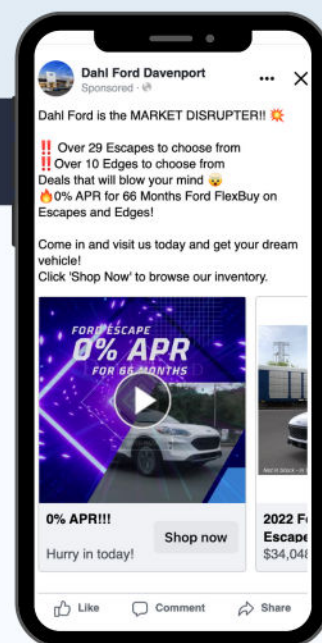 Dahl Ford Davenport
Sponsored ·
Dahl Ford is the MARKET DISRUPTER!! 💥
‼️ Over 29 Escapes to choose from
‼️Over 10 Edges to choose from
Deals that will blow your mind 🤯
🔥0% APR for 66 Months Ford FlexBuy on
Escapes and Edges!
Come in and visit us today and get your dream
vehicle!
Click 'Shop Now' to browse our inventory.
FORD ESCAPE
0% APR
FOR 66 MONTHS
0% APR!!!
Hurry in today!
Shop now
Not in Stock
2022
Escape
$34,048
Like
Comment
Share